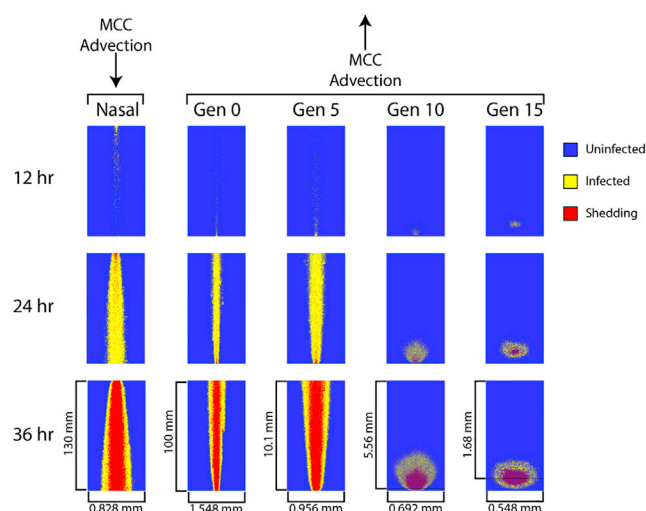 MCC
Advection
MCC
Advection
Nasal
Gen 0
Gen 5
Gen 10
Gen 15
12 hr
Uninfected
Infected
Shedding
24 hr
36 hr
130 mm
100 mm
10.1 mm
5.56 mm
1.68 mm
0.828 mm
1.548 mm
0.956 mm
0.692 mm
0.548 mm